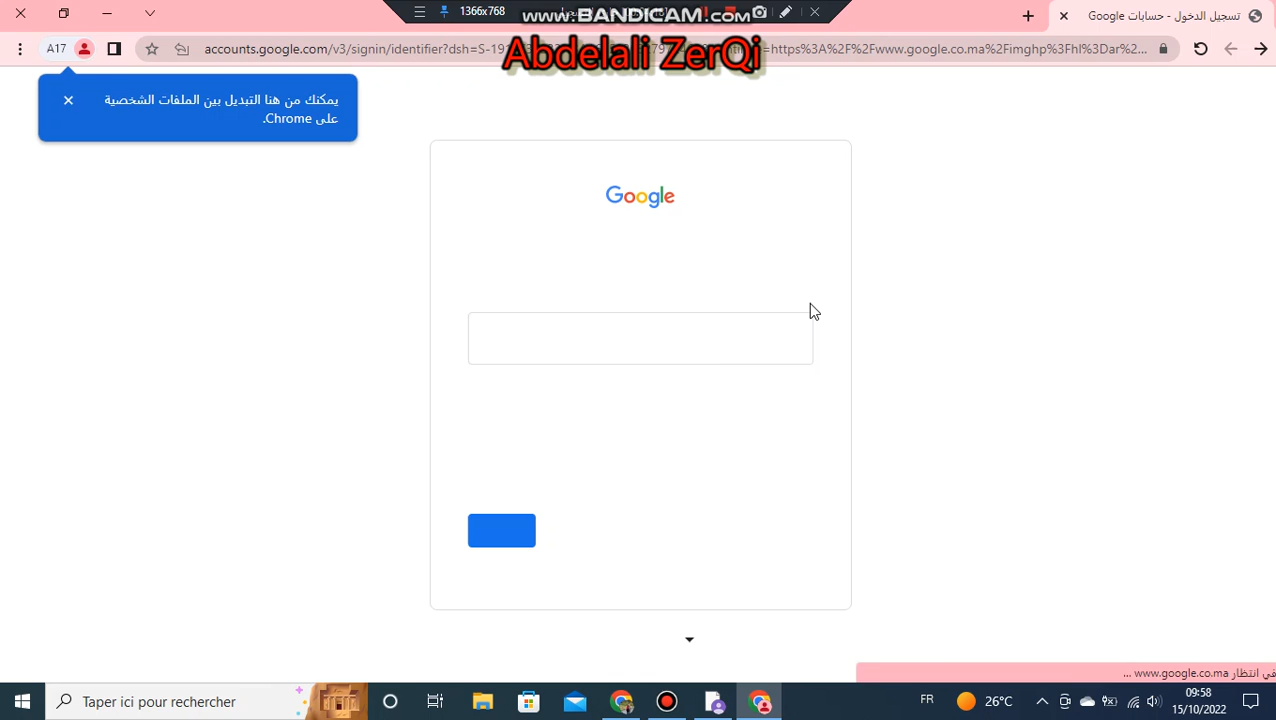 1366x768
www.BANDICAM.com
تسجيل الدخول - حسابات Google
A17
accounts.google.com/v3/signin/identifier?dsh=S-19
=https%3A%2F%2Fwww.google.co.ma%2Fimghp%3Fhl%3Dar%2...
Abdelali ZerQi
يمكنك من هنا التبديل بين الملفات الشخصية
على Chrome.
Google
في انتظار www.google.co.ma ...
Taper ici pour rechercher
FR
26°C
09:58
15/10/2022